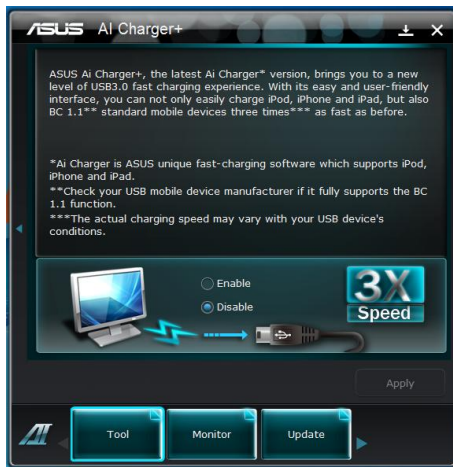 ASUS AI Charger+
ASUS Ai Charger+, the latest Ai Charger* version, brings you to a new
level of USB3.0 fast charging experience. With its easy and user-friendly
interface, you can not only easily charge iPod, iPhone and iPad, but also
BC 1.1** standard mobile devices three times*** as fast as before.
*Ai Charger is ASUS unique fast-charging software which supports iPod,
iPhone and iPad.
**Check your USB mobile device manufacturer if it fully supports the BC
1.1 function.
***The actual charging speed may vary with your USB device's
conditions.
Enable
Disable
3X
Speed
Apply
AI
Tool
Monitor
Update